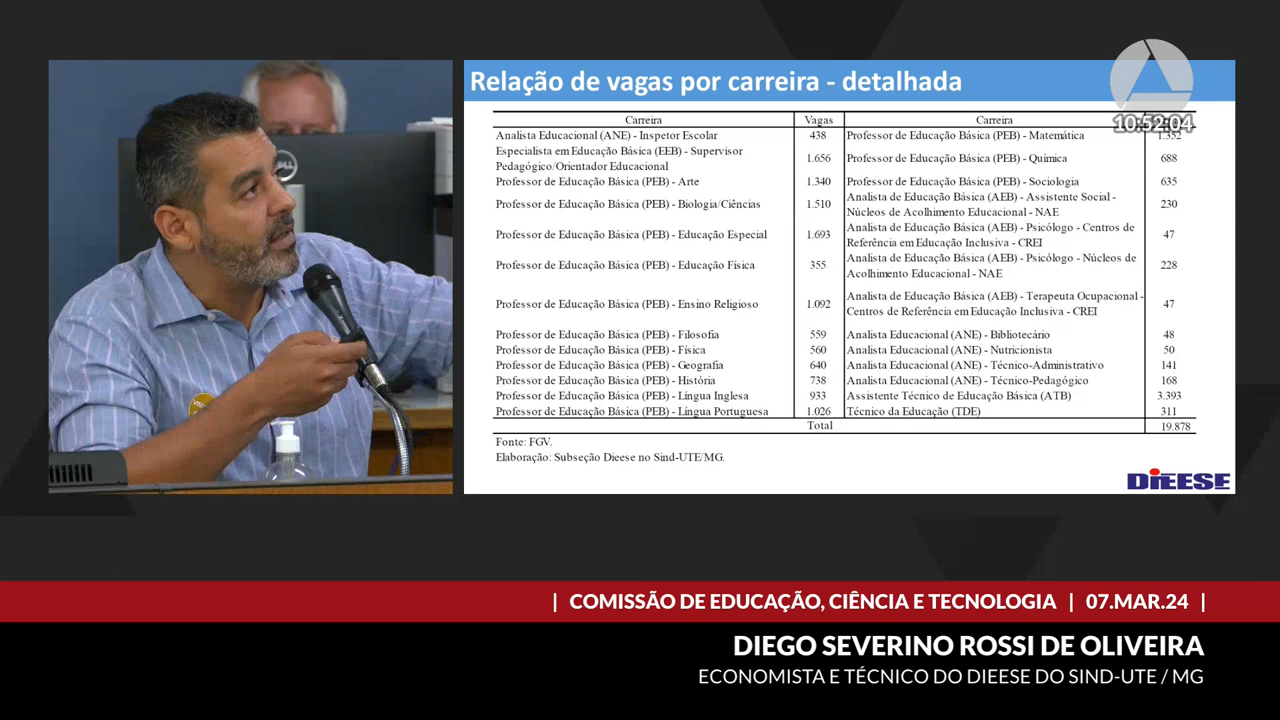 Relação de vagas por carreira - detalhada
10:52:04
Carreira Vagas Carreira
Analista Educacional (ANE) - Inspetor Escolar 438 Professor de Educação Básica (PEB) - Matemática 1.352
Especialista em Educação Básica (EEB) - Supervisor
Pedagógico/Orientador Educacional 1.656 Professor de Educação Básica (PEB) - Química 688
Professor de Educação Básica (PEB) - Arte 1.340 Professor de Educação Básica (PEB) - Sociologia 635
Professor de Educação Básica (PEB) - Biologia/Ciências 1.510 Analista de Educação Básica (AEB) - Assistente Social -
Núcleos de Acolhimento Educacional - NAE 230
Professor de Educação Básica (PEB) - Educação Especial 1.693 Analista de Educação Básica (AEB) - Psicólogo - Centros de
Referência em Educação Inclusiva - CREI 47
Professor de Educação Básica (PEB) - Educação Física 355 Analista de Educação Básica (AEB) - Psicólogo - Núcleos de
Acolhimento Educacional - NAE 228
Professor de Educação Básica (PEB) - Ensino Religioso 1.092 Analista de Educação Básica (AEB) - Terapeuta Ocupacional -
Centros de Referência em Educação Inclusiva - CREI 47
Professor de Educação Básica (PEB) - Filosofia 559 Analista Educacional (ANE) - Bibliotecário 48
Professor de Educação Básica (PEB) - Física 560 Analista Educacional (ANE) - Nutricionista 50
Professor de Educação Básica (PEB) - Geografia 640 Analista Educacional (ANE) - Técnico-Administrativo 141
Professor de Educação Básica (PEB) - História 738 Analista Educacional (ANE) - Técnico-Pedagógico 168
Professor de Educação Básica (PEB) - Língua Inglesa 933 Assistente Técnico de Educação Básica (ATB) 3.393
Professor de Educação Básica (PEB) - Língua Portuguesa 1.026 Técnico da Educação (TDE) 311
Total 19.878
Fonte: FGV.
Elaboração: Subseção Dieese no Sind-UTE/MG.
DIEESE
DELL
| COMISSÃO DE EDUCAÇÃO, CIÊNCIA E TECNOLOGIA | 07.MAR.24 |
DIEGO SEVERINO ROSSI DE OLIVEIRA
ECONOMISTA E TÉCNICO DO DIEESE DO SIND-UTE / MG